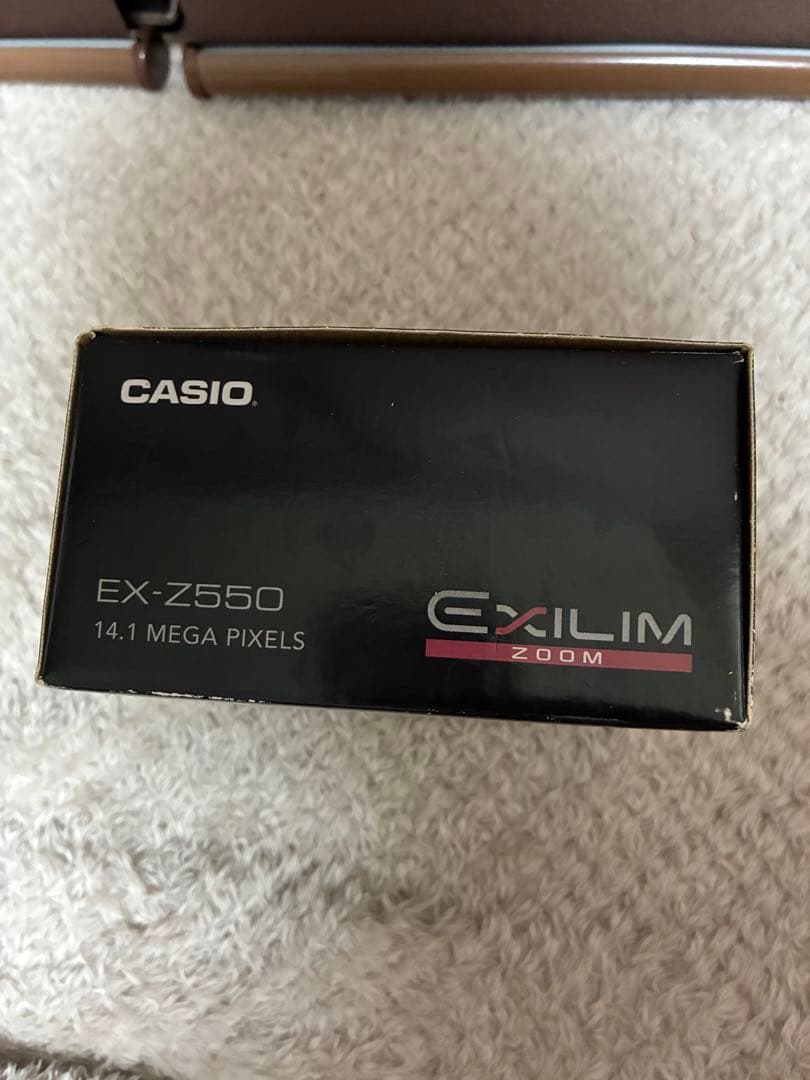 CASIO.
EX-Z550
14.1 MEGA PIXELS
EXILIM
ZOOM